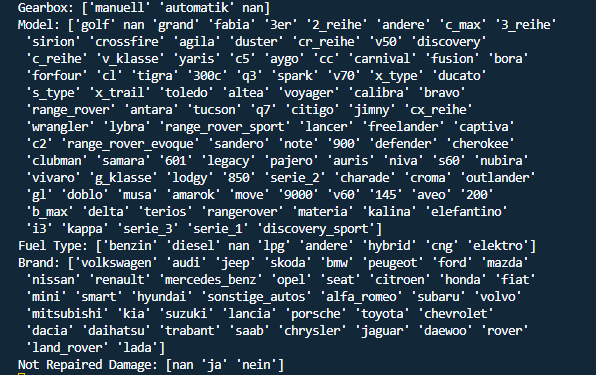 Gearbox: ['manuell' 'automatik' nan]
Model: ['golf' nan 'grand' 'fabia' '3er' '2_reihe' 'andere' 'c_max' '3_reihe'
'sirion' 'crossfire' 'agila' 'duster' 'cr_reihe' 'v50' 'discovery'
'c_reihe' 'v_klasse' 'yaris' 'c5' 'aygo' 'cc' 'carnival' 'fusion' 'bora'
'forfour' 'cl' 'tigra' '300c' 'q3' 'spark' 'v70' 'x_type' 'ducato'
's_type' 'x_trail' 'toledo' 'altea' 'voyager' 'calibra' 'bravo'
'range_rover' 'antara' 'tucson' 'q7' 'citigo' 'jimny' 'cx_reihe'
'wrangler' 'lybra' 'range_rover_sport' 'lancer' 'freelander' 'captiva'
'c2' 'range_rover_evoque' 'sandero' 'note' '900' 'defender' 'cherokee'
'clubman' 'samara' '601' 'legacy' 'pajero' 'auris' 'niva' 's60' 'nubira'
'vivaro' 'g_klasse' 'lodgy' '850' 'serie_2' 'charade' 'croma' 'outlander'
'gl' 'doblo' 'musa' 'amarok' 'move' '9000' 'v60' '145' 'aveo' '200'
'b_max' 'delta' 'terios' 'rangerover' 'materia' 'kalina' 'elefantino'
'i3' 'kappa' 'serie_3' 'serie_1' 'discovery_sport']
Fuel Type: ['benzin' 'diesel' nan 'lpg' 'andere' 'hybrid' 'cng' 'elektro']
Brand: ['volkswagen' 'audi' 'jeep' 'skoda' 'bmw' 'peugeot' 'ford' 'mazda'
'nissan' 'renault' 'mercedes_benz' 'opel' 'seat' 'citroen' 'honda' 'fiat'
'mini' 'smart' 'hyundai' 'sonstige_autos' 'alfa_romeo' 'subaru' 'volvo'
'mitsubishi' 'kia' 'suzuki' 'lancia' 'porsche' 'toyota' 'chevrolet'
'dacia' 'daihatsu' 'trabant' 'saab' 'chrysler' 'jaguar' 'daewoo' 'rover'
'land_rover' 'lada']
Not Repaired Damage: [nan 'ja' 'nein']